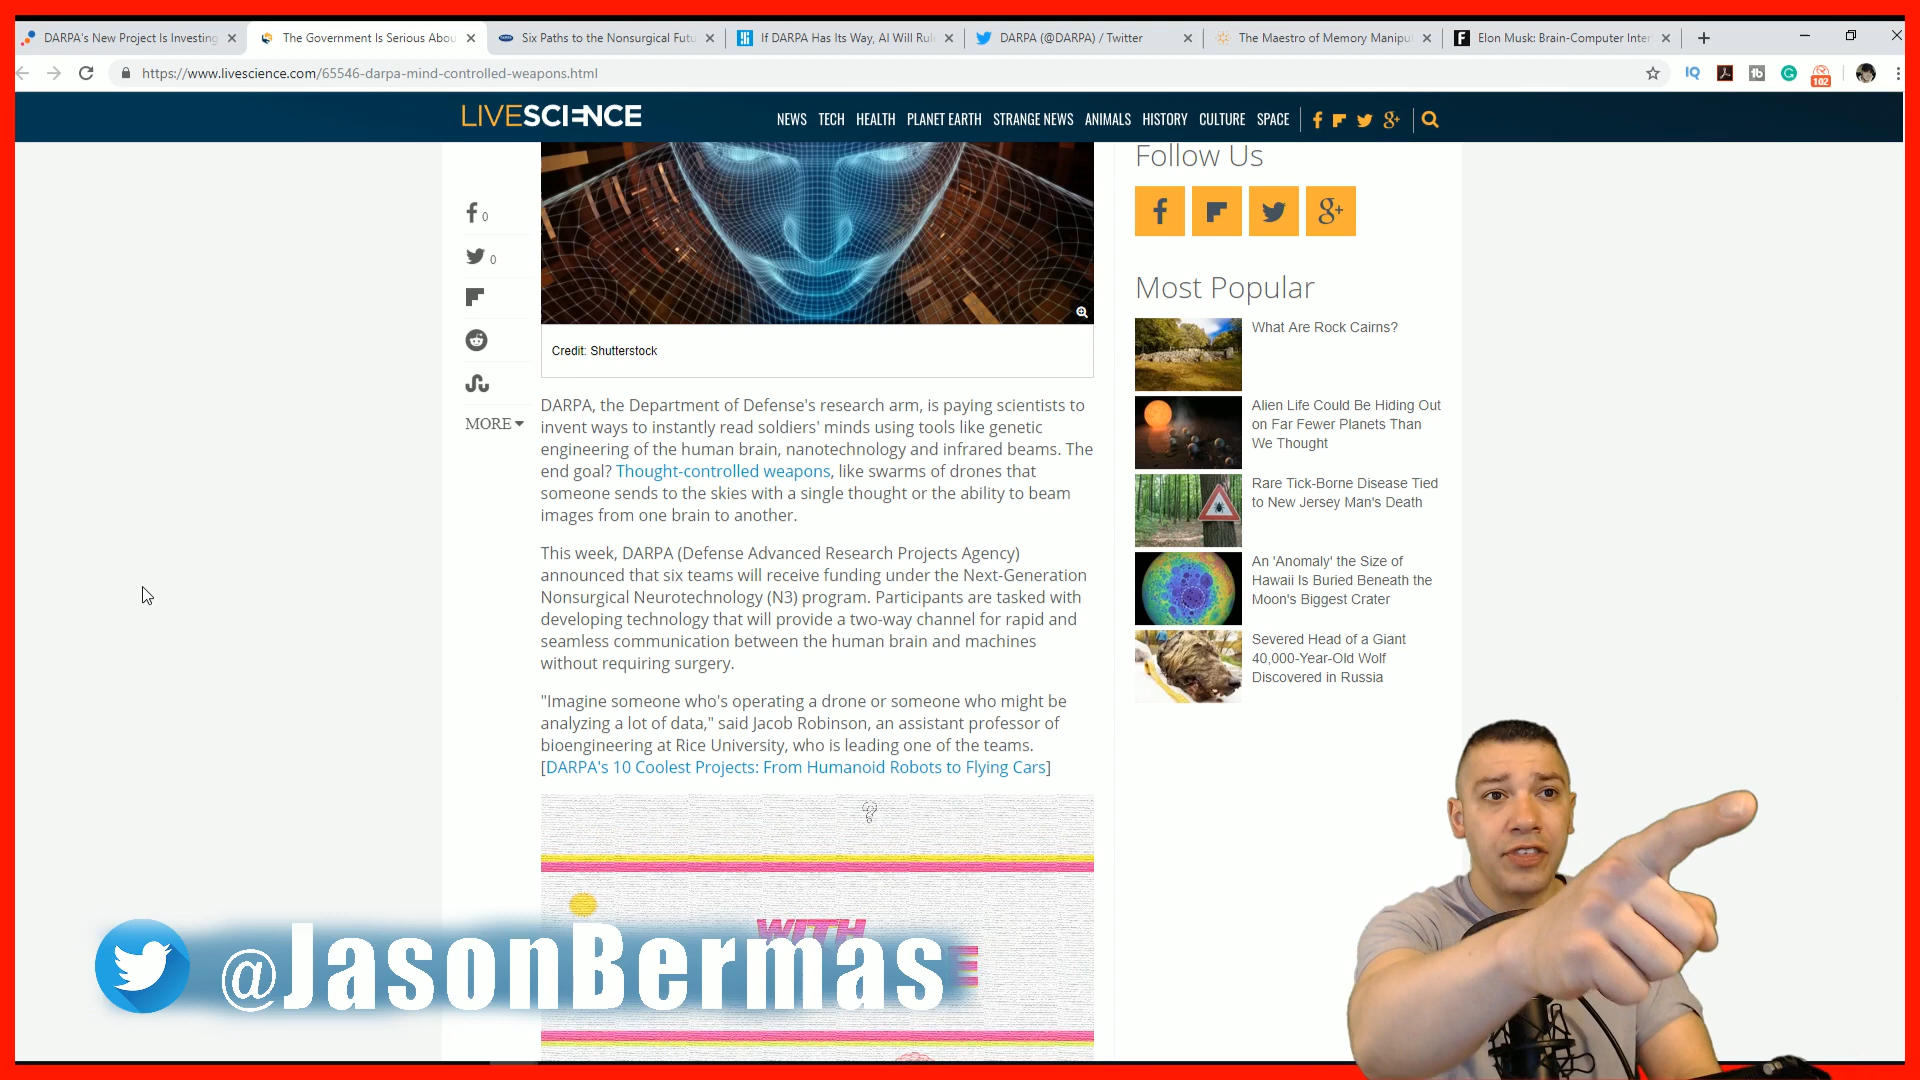 DARPA's New Project Is Investing
The Government Is Serious Abou
Six Paths to the Nonsurgical Futu
If DARPA Has Its Way, AI Will Rul
DARPA (@DARPA) / Twitter
The Maestro of Memory Manipul
Elon Musk: Brain-Computer Inter
https://www.livescience.com/65546-darpa-mind-controlled-weapons.html
IQ
tb
102
LIVESCIENCE
NEWS TECH HEALTH PLANET EARTH STRANGE NEWS ANIMALS HISTORY CULTURE SPACE
0
0
MORE
Credit: Shutterstock
DARPA, the Department of Defense's research arm, is paying scientists to
invent ways to instantly read soldiers' minds using tools like genetic
engineering of the human brain, nanotechnology and infrared beams. The
end goal? Thought-controlled weapons, like swarms of drones that
someone sends to the skies with a single thought or the ability to beam
images from one brain to another.
This week, DARPA (Defense Advanced Research Projects Agency)
announced that six teams will receive funding under the Next-Generation
Nonsurgical Neurotechnology (N3) program. Participants are tasked with
developing technology that will provide a two-way channel for rapid and
seamless communication between the human brain and machines
without requiring surgery.
"Imagine someone who's operating a drone or someone who might be
analyzing a lot of data," said Jacob Robinson, an assistant professor of
bioengineering at Rice University, who is leading one of the teams.
[DARPA's 10 Coolest Projects: From Humanoid Robots to Flying Cars]
?
WITH
Follow Us
Most Popular
What Are Rock Cairns?
Alien Life Could Be Hiding Out
on Far Fewer Planets Than
We Thought
Rare Tick-Borne Disease Tied
to New Jersey Man's Death
An 'Anomaly' the Size of
Hawaii Is Buried Beneath the
Moon's Biggest Crater
Severed Head of a Giant
40,000-Year-Old Wolf
Discovered in Russia
@JasonBermas